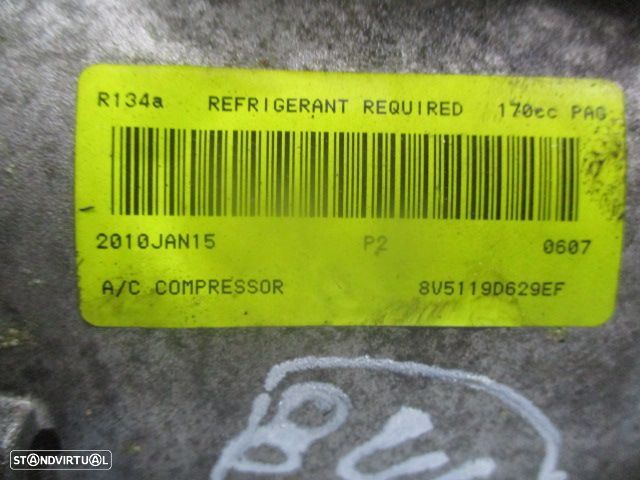 R134a REFRIGERANT REQUIRED 170cc PAG
2010JAN15 P2 0607
A/C COMPRESSOR 8V5119D629EF
STANDVIRTUAL